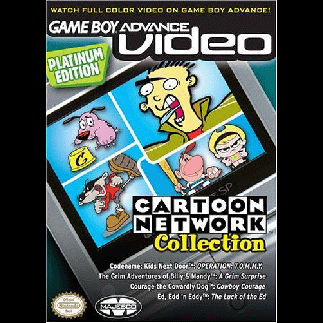 WATCH FULL COLOR VIDEO ON GAME BOY ADVANCE!
GAME BOY ADVANCE
VIDEO
PLATINUM
EDITION
CARTOON
NETWORK
Collection
Codename: Kids Next Door™: OPERATION: T.O.M.M.Y.
The Grim Adventures of Billy & Mandy™: A Grim Surprise
Courage the Cowardly Dog™: Cowboy Courage
Ed, Edd n Eddy™: The Luck of the Ed
MAJESCO